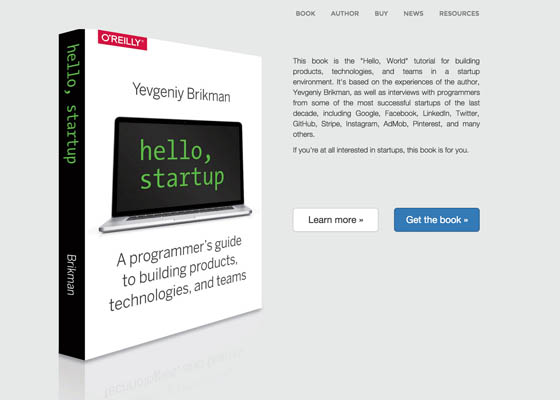 BOOK AUTHOR BUY NEWS RESOURCES
O'REILLY®
hello, startup
Brikman
Yevgeniy Brikman
hello,
startup
A programmer's guide
to building products,
technologies, and teams
This book is the "Hello, World" tutorial for building
products, technologies, and teams in a startup
environment. It's based on the experiences of the author,
Yevgeniy Brikman, as well as interviews with programmers
from some of the most successful startups of the last
decade, including Google, Facebook, LinkedIn, Twitter,
GitHub, Stripe, Instagram, AdMob, Pinterest, and many
others.
If you're at all interested in startups, this book is for you.
Learn more »
Get the book »